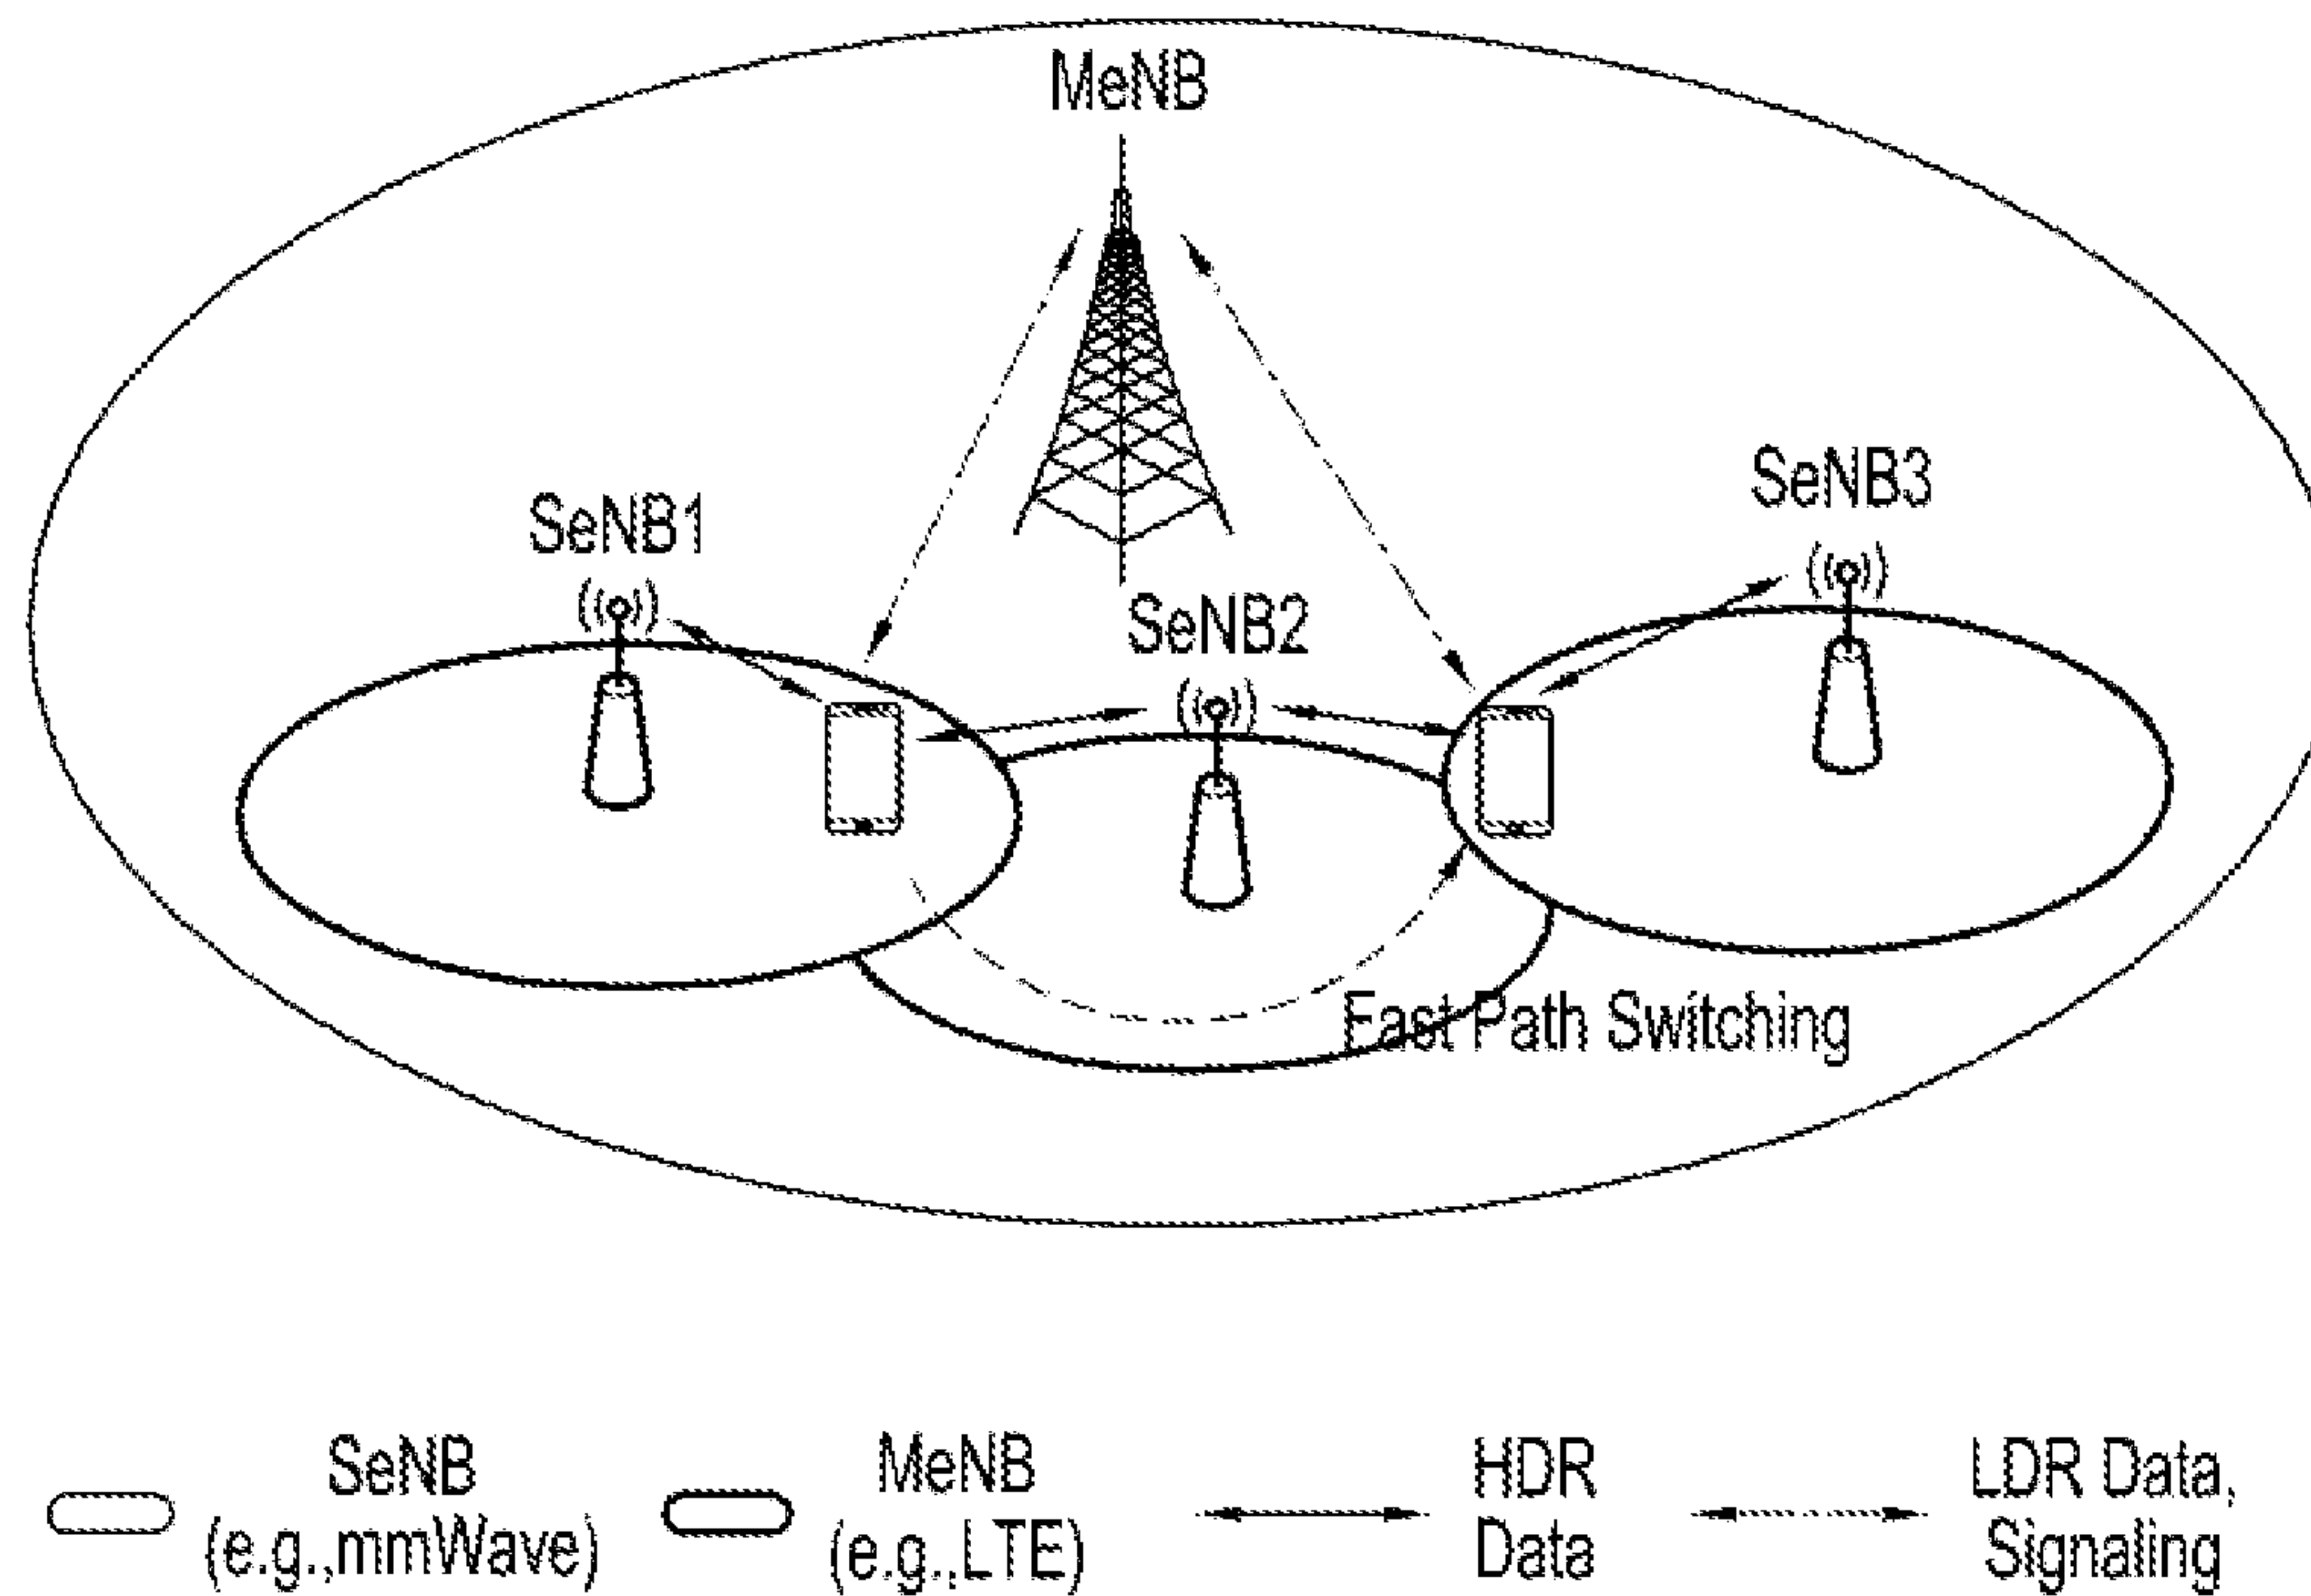 MeNB
SeNB1
SeNB2
SeNB3
Fast Path Switching
SeNB
(e.g.,mmWave)
MeNB
(e.g.,LTE)
HDR
Data
LDR Data,
Signaling